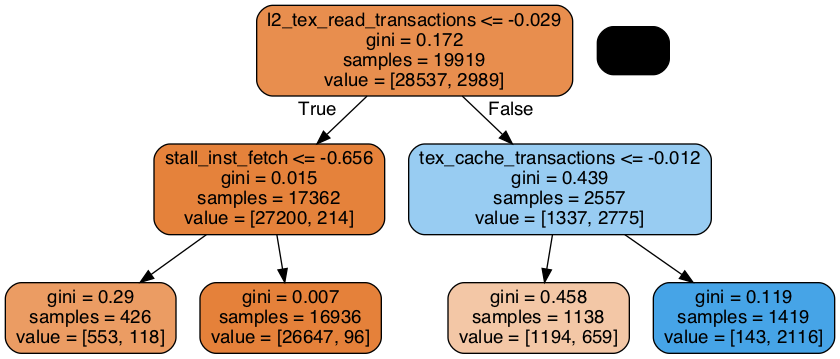 l2_tex_read_transactions <= -0.029
gini = 0.172
samples = 19919
value = [28537, 2989]
True
False
stall_inst_fetch <= -0.656
gini = 0.015
samples = 17362
value = [27200, 214]
tex_cache_transactions <= -0.012
gini = 0.439
samples = 2557
value = [1337, 2775]
gini = 0.29
samples = 426
value = [553, 118]
gini = 0.007
samples = 16936
value = [26647, 96]
gini = 0.458
samples = 1138
value = [1194, 659]
gini = 0.119
samples = 1419
value = [143, 2116]